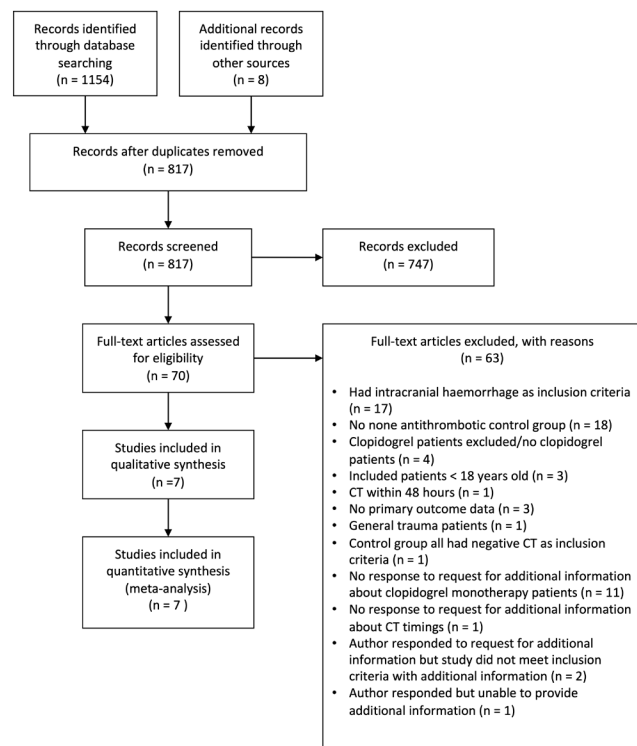 Records identified
through database
searching
(n = 1154)
Additional records
identified through
other sources
(n = 8)
Records after duplicates removed
(n = 817)
Records screened
(n = 817)
Records excluded
(n = 747)
Full-text articles assessed
for eligibility
(n = 70)
Full-text articles excluded, with reasons
(n = 63)
• Had intracranial haemorrhage as inclusion criteria
(n = 17)
• No none antithrombotic control group (n = 18)
• Clopidogrel patients excluded/no clopidogrel
patients (n = 4)
• Included patients < 18 years old (n = 3)
• CT within 48 hours (n = 1)
• No primary outcome data (n = 3)
• General trauma patients (n = 1)
• Control group all had negative CT as inclusion
criteria (n = 1)
• No response to request for additional information
about clopidogrel monotherapy patients (n = 11)
• No response to request for additional information
about CT timings (n = 1)
• Author responded to request for additional
information but study did not meet inclusion
criteria with additional information (n = 2)
• Author responded but unable to provide
additional information (n = 1)
Studies included in
qualitative synthesis
(n =7)
Studies included in
quantitative synthesis
(meta-analysis)
(n = 7 )